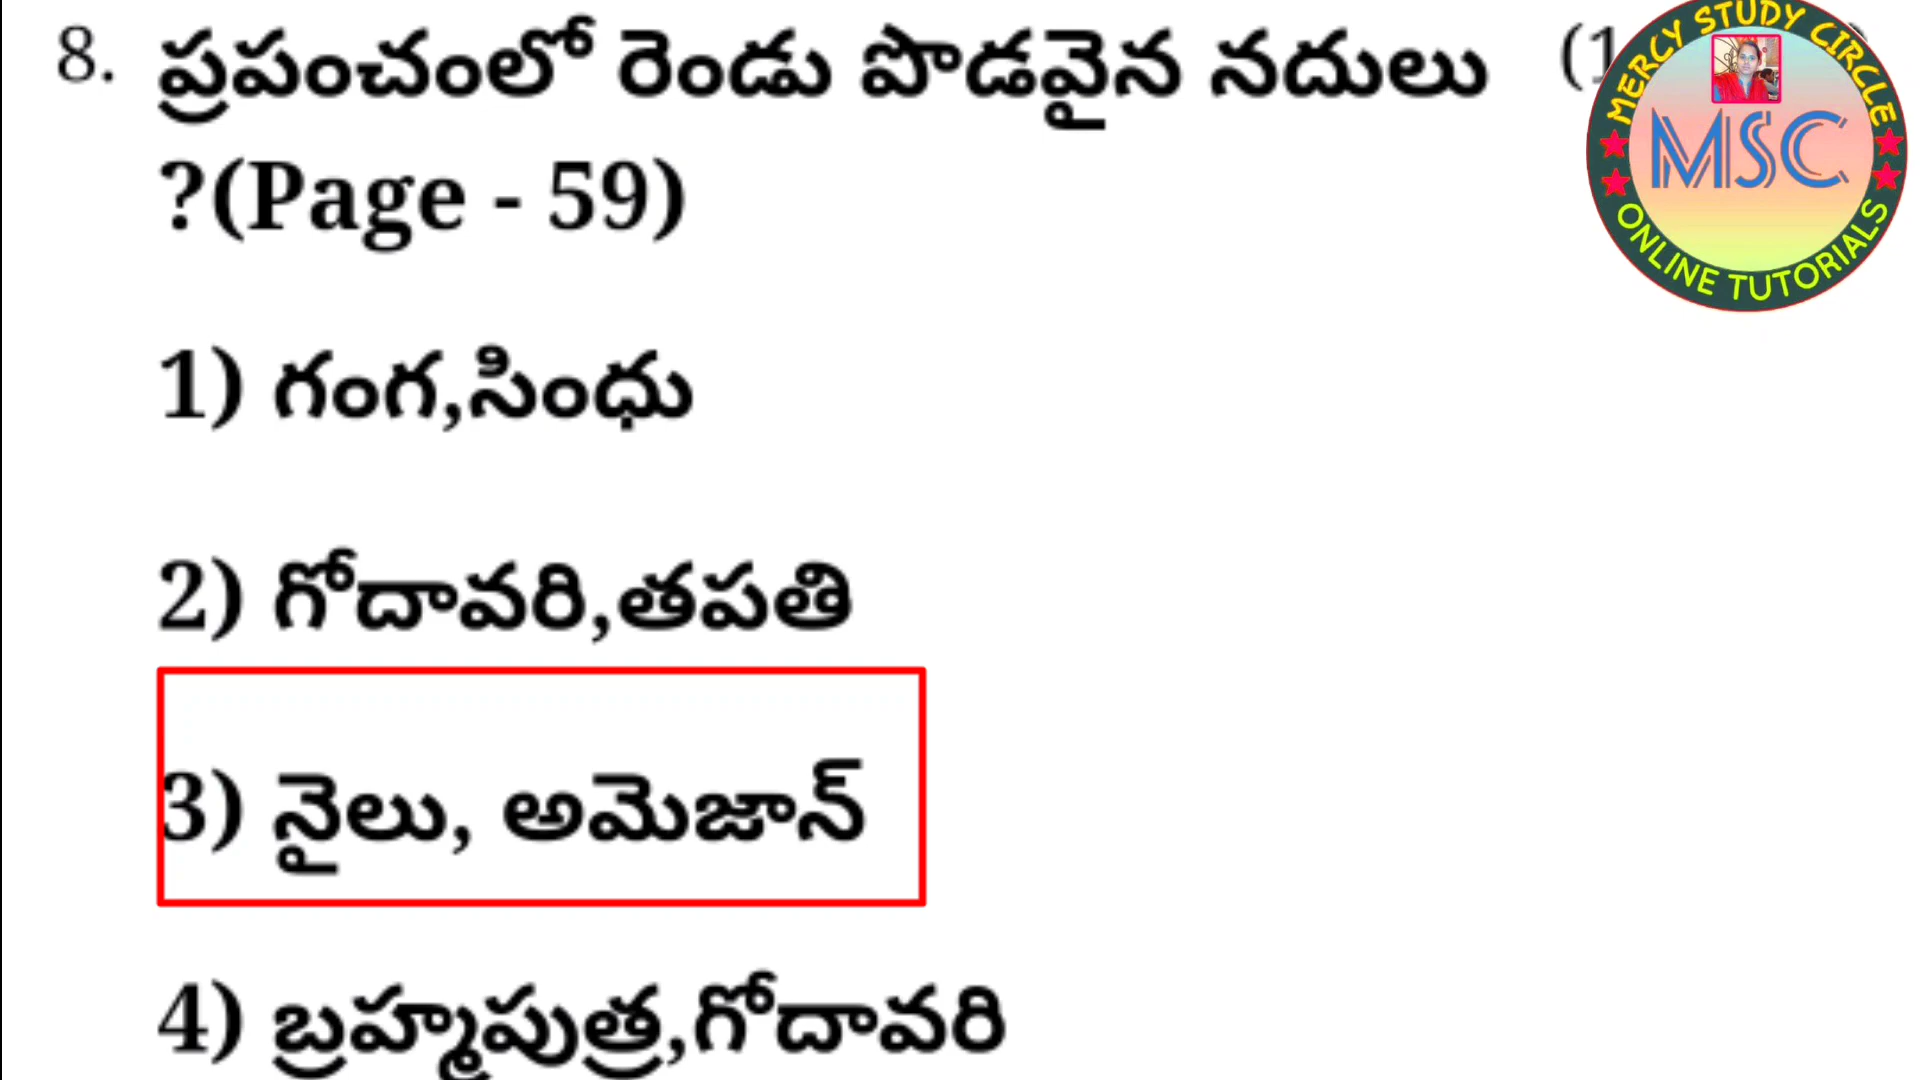 8. ప్రపంచంలో రెండు పొడవైన నదులు (1
?(Page - 59)
1) గంగ,సింధు
2) గోదావరి,తపతి
3) నైలు, అమెజాన్
4) బ్రహ్మపుత్ర,గోదావరి
MERCY STUDY CIRCLE
MSC
ONLINE TUTORIALS